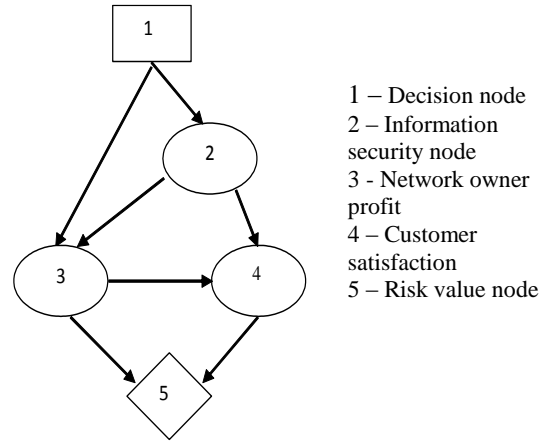 1
2
3
4
5
1 – Decision node
2 – Information
security node
3 - Network owner
profit
4 – Customer
satisfaction
5 – Risk value node